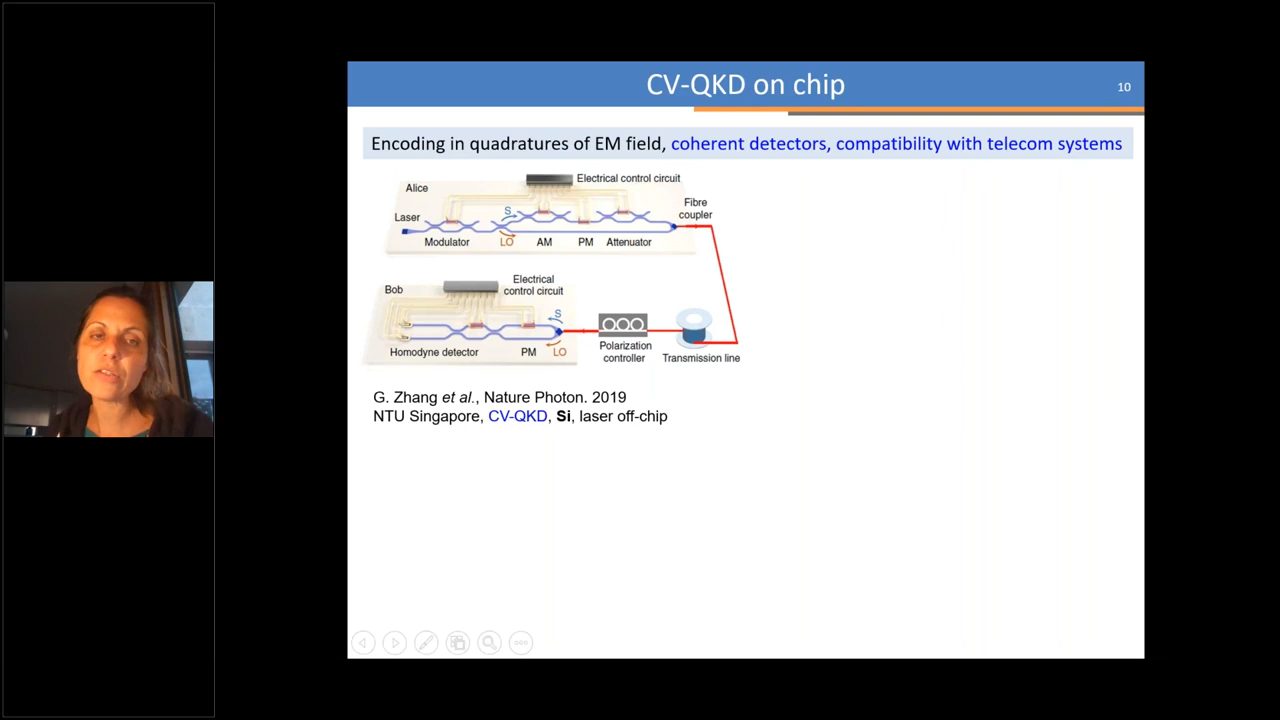 CV-QKD on chip
10
Encoding in quadratures of EM field, coherent detectors, compatibility with telecom systems
Alice
Electrical control circuit
Fibre
coupler
Laser
S
Modulator
LO
AM
PM
Attenuator
Bob
Electrical
control circuit
S
Homodyne detector
PM
LO
Polarization
controller
Transmission line
G. Zhang et al., Nature Photon. 2019
NTU Singapore, CV-QKD, Si, laser off-chip